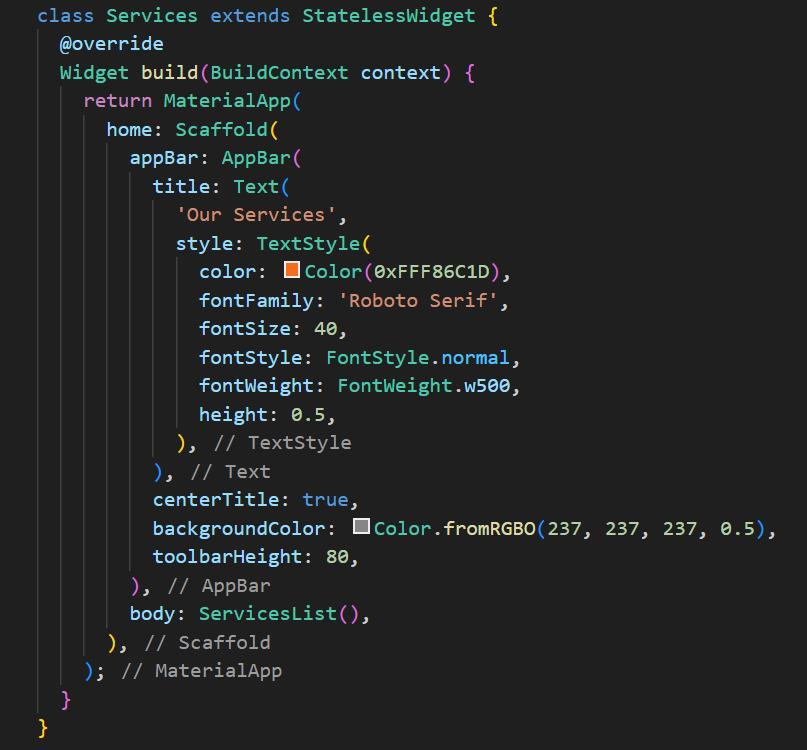 class Services extends StatelessWidget {
  @override
  Widget build(BuildContext context) {
    return MaterialApp(
      home: Scaffold(
        appBar: AppBar(
          title: Text(
            'Our Services',
            style: TextStyle(
              color: Color(0xFFF86C1D),
              fontFamily: 'Roboto Serif',
              fontSize: 40,
              fontStyle: FontStyle.normal,
              fontWeight: FontWeight.w500,
              height: 0.5,
            ), // TextStyle
          ), // Text
          centerTitle: true,
          backgroundColor: Color.fromRGBO(237, 237, 237, 0.5),
          toolbarHeight: 80,
        ), // AppBar
        body: ServicesList(),
      ), // Scaffold
    ); // MaterialApp
  }
}